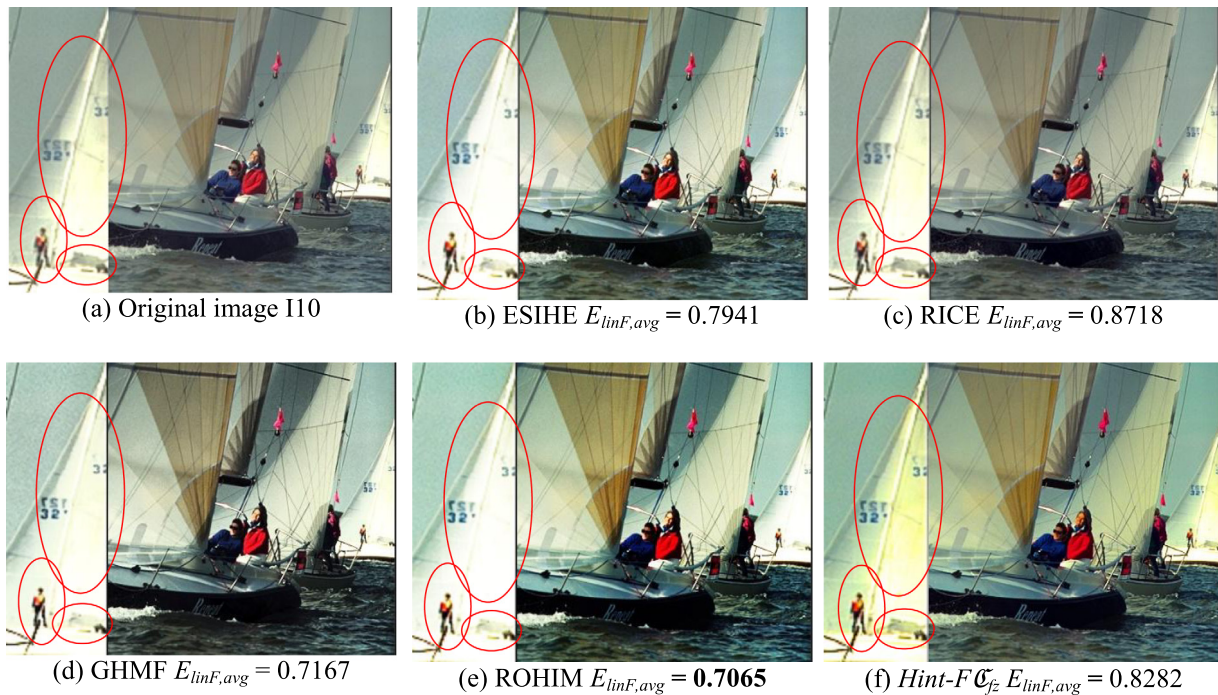 (a) Original image I10
(b) ESIHE E_linF,avg = 0.7941
(c) RICE E_linF,avg = 0.8718
(d) GHMF E_linF,avg = 0.7167
(e) ROHIM E_linF,avg = 0.7065
(f) Hint-Fℭ_fz E_linF,avg = 0.8282